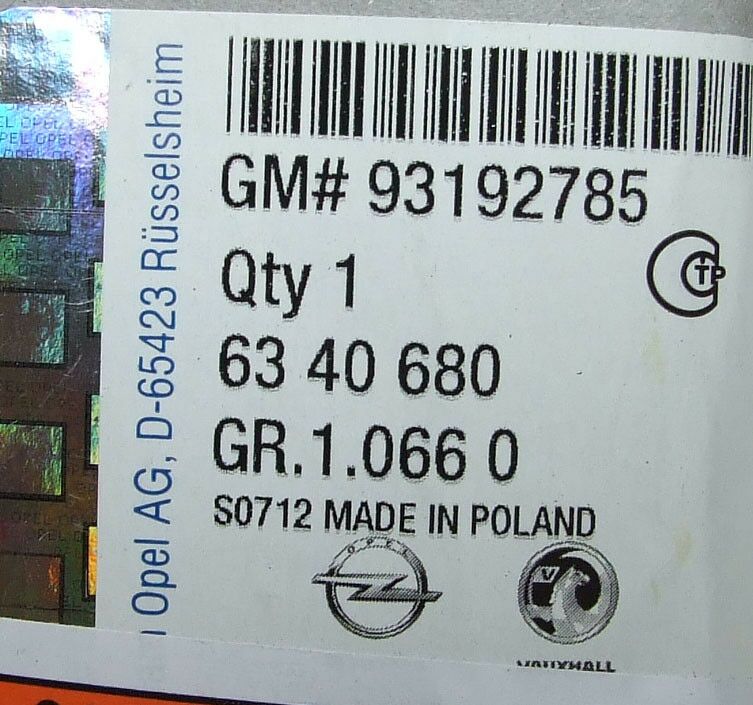 GM# 93192785
Qty 1
63 40 680
GR.1.066 0
S0712 MADE IN POLAND
OPEL
VAUXHALL
Opel AG, D-65423 Rüsselsheim